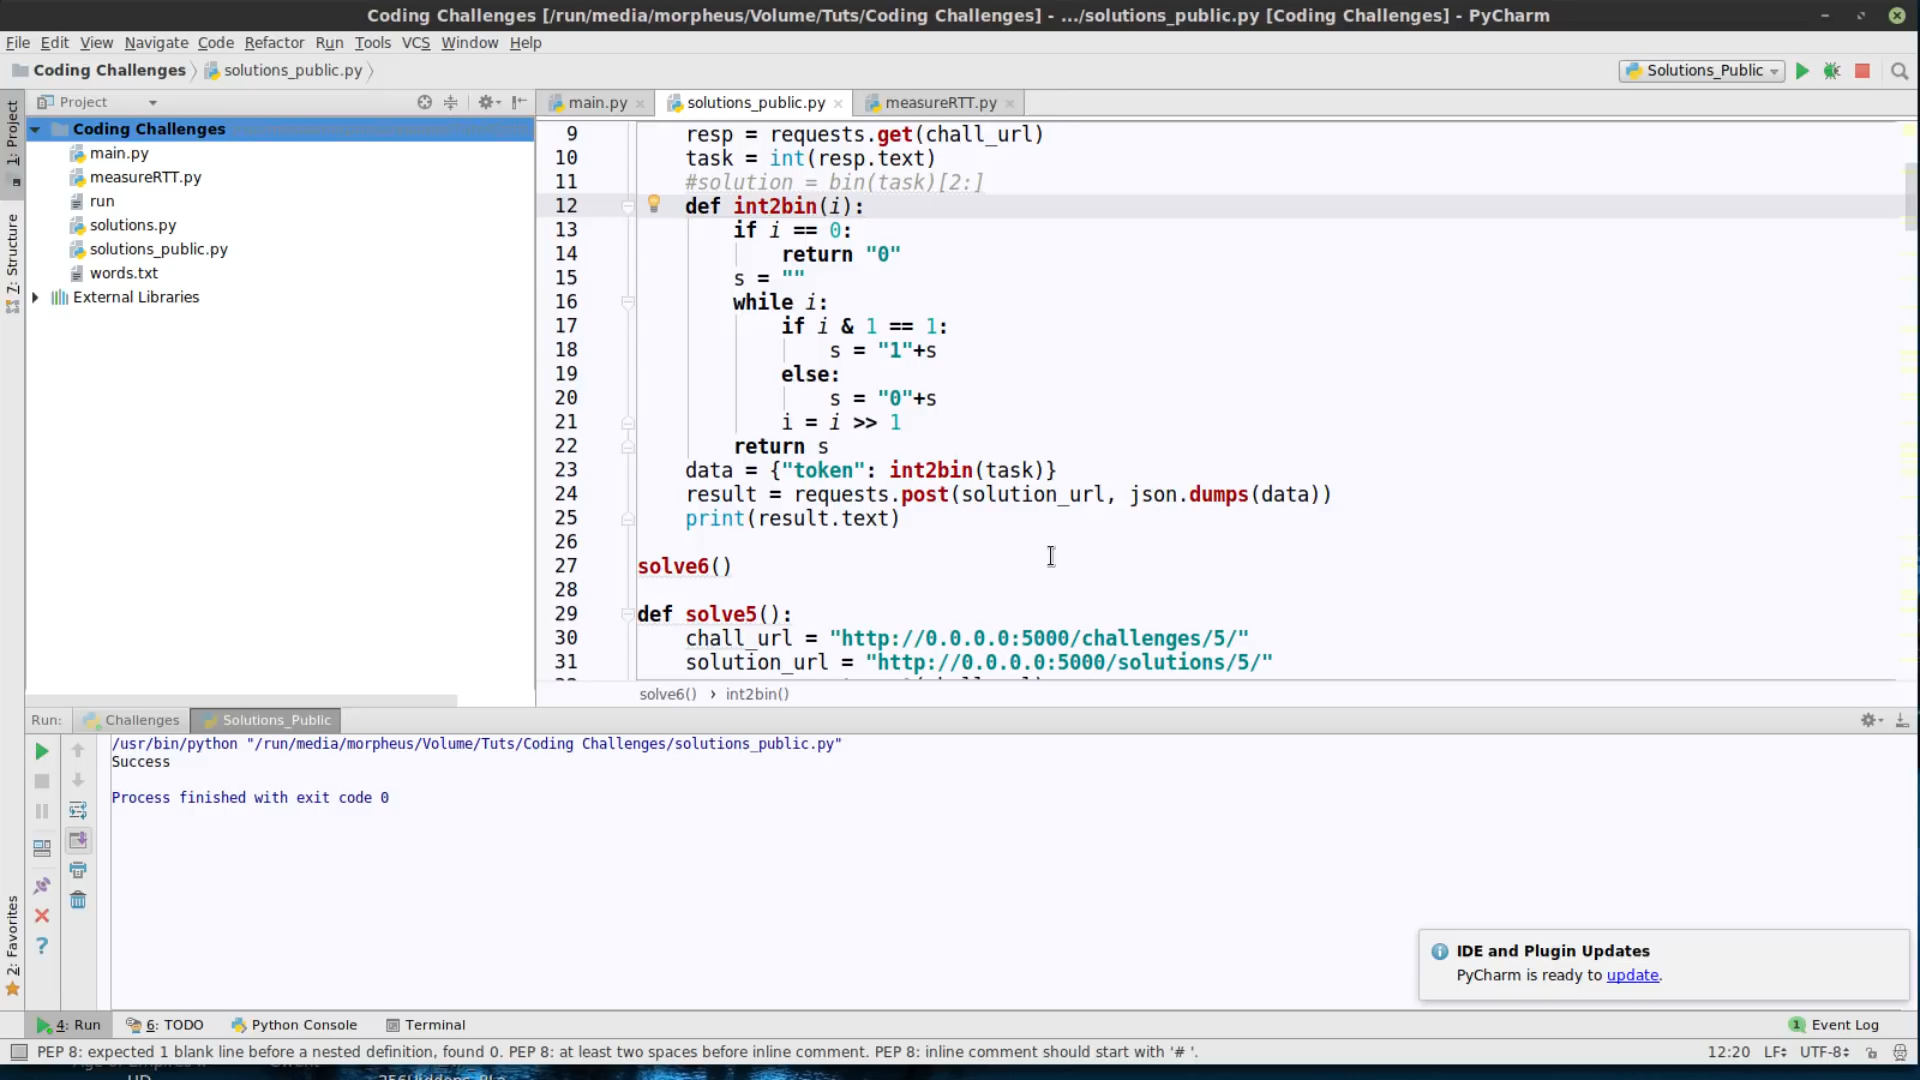 Coding Challenges [/run/media/morpheus/Volume/Tuts/Coding Challenges] - .../solutions_public.py [Coding Challenges] - PyCharm
File Edit View Navigate Code Refactor Run Tools VCS Window Help
Coding Challenges solutions_public.py Solutions_Public
1: Project
7: Structure
2: Favorites
Project
Coding Challenges
main.py
measureRTT.py
run
solutions.py
solutions_public.py
words.txt
External Libraries
main.py solutions_public.py measureRTT.py
9 resp = requests.get(chall_url)
10 task = int(resp.text)
11 #solution = bin(task)[2:]
12 def int2bin(i):
13 if i == 0:
14 return "0"
15 s = ""
16 while i:
17 if i & 1 == 1:
18 s = "1"+s
19 else:
20 s = "0"+s
21 i = i >> 1
22 return s
23 data = {"token": int2bin(task)}
24 result = requests.post(solution_url, json.dumps(data))
25 print(result.text)
26
27 solve6()
28
29 def solve5():
30 chall_url = "http://0.0.0.0:5000/challenges/5/"
31 solution_url = "http://0.0.0.0:5000/solutions/5/"
solve6() › int2bin()
Run: Challenges Solutions_Public
/usr/bin/python "/run/media/morpheus/Volume/Tuts/Coding Challenges/solutions_public.py"
Success
Process finished with exit code 0
IDE and Plugin Updates
PyCharm is ready to update.
4: Run 6: TODO Python Console Terminal 1 Event Log
PEP 8: expected 1 blank line before a nested definition, found 0. PEP 8: at least two spaces before inline comment. PEP 8: inline comment should start with '# '. 12:20 LF UTF-8